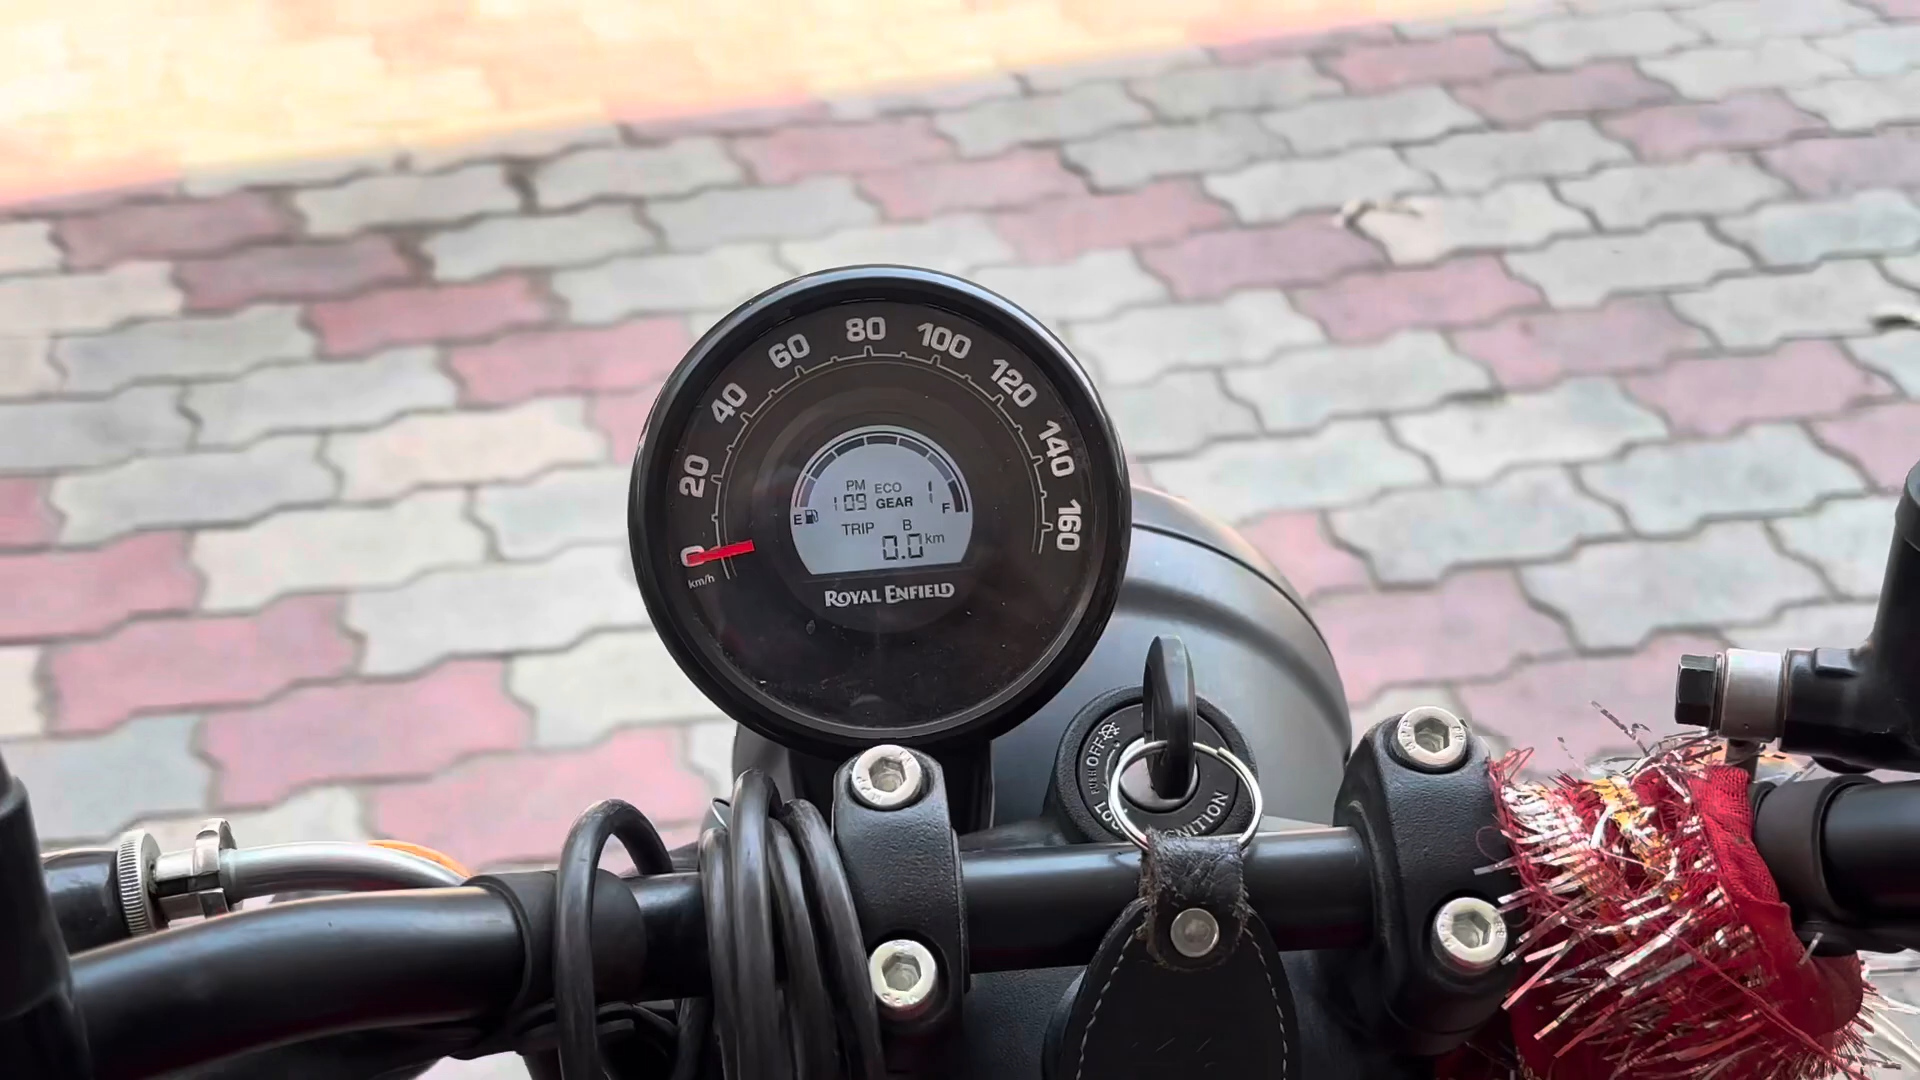 0 20 40 60 80 100 120 140 160
km/h
PM ECO 1
109 GEAR
E F
TRIP B
0.0 km
ROYAL ENFIELD
OFF
IGNITION